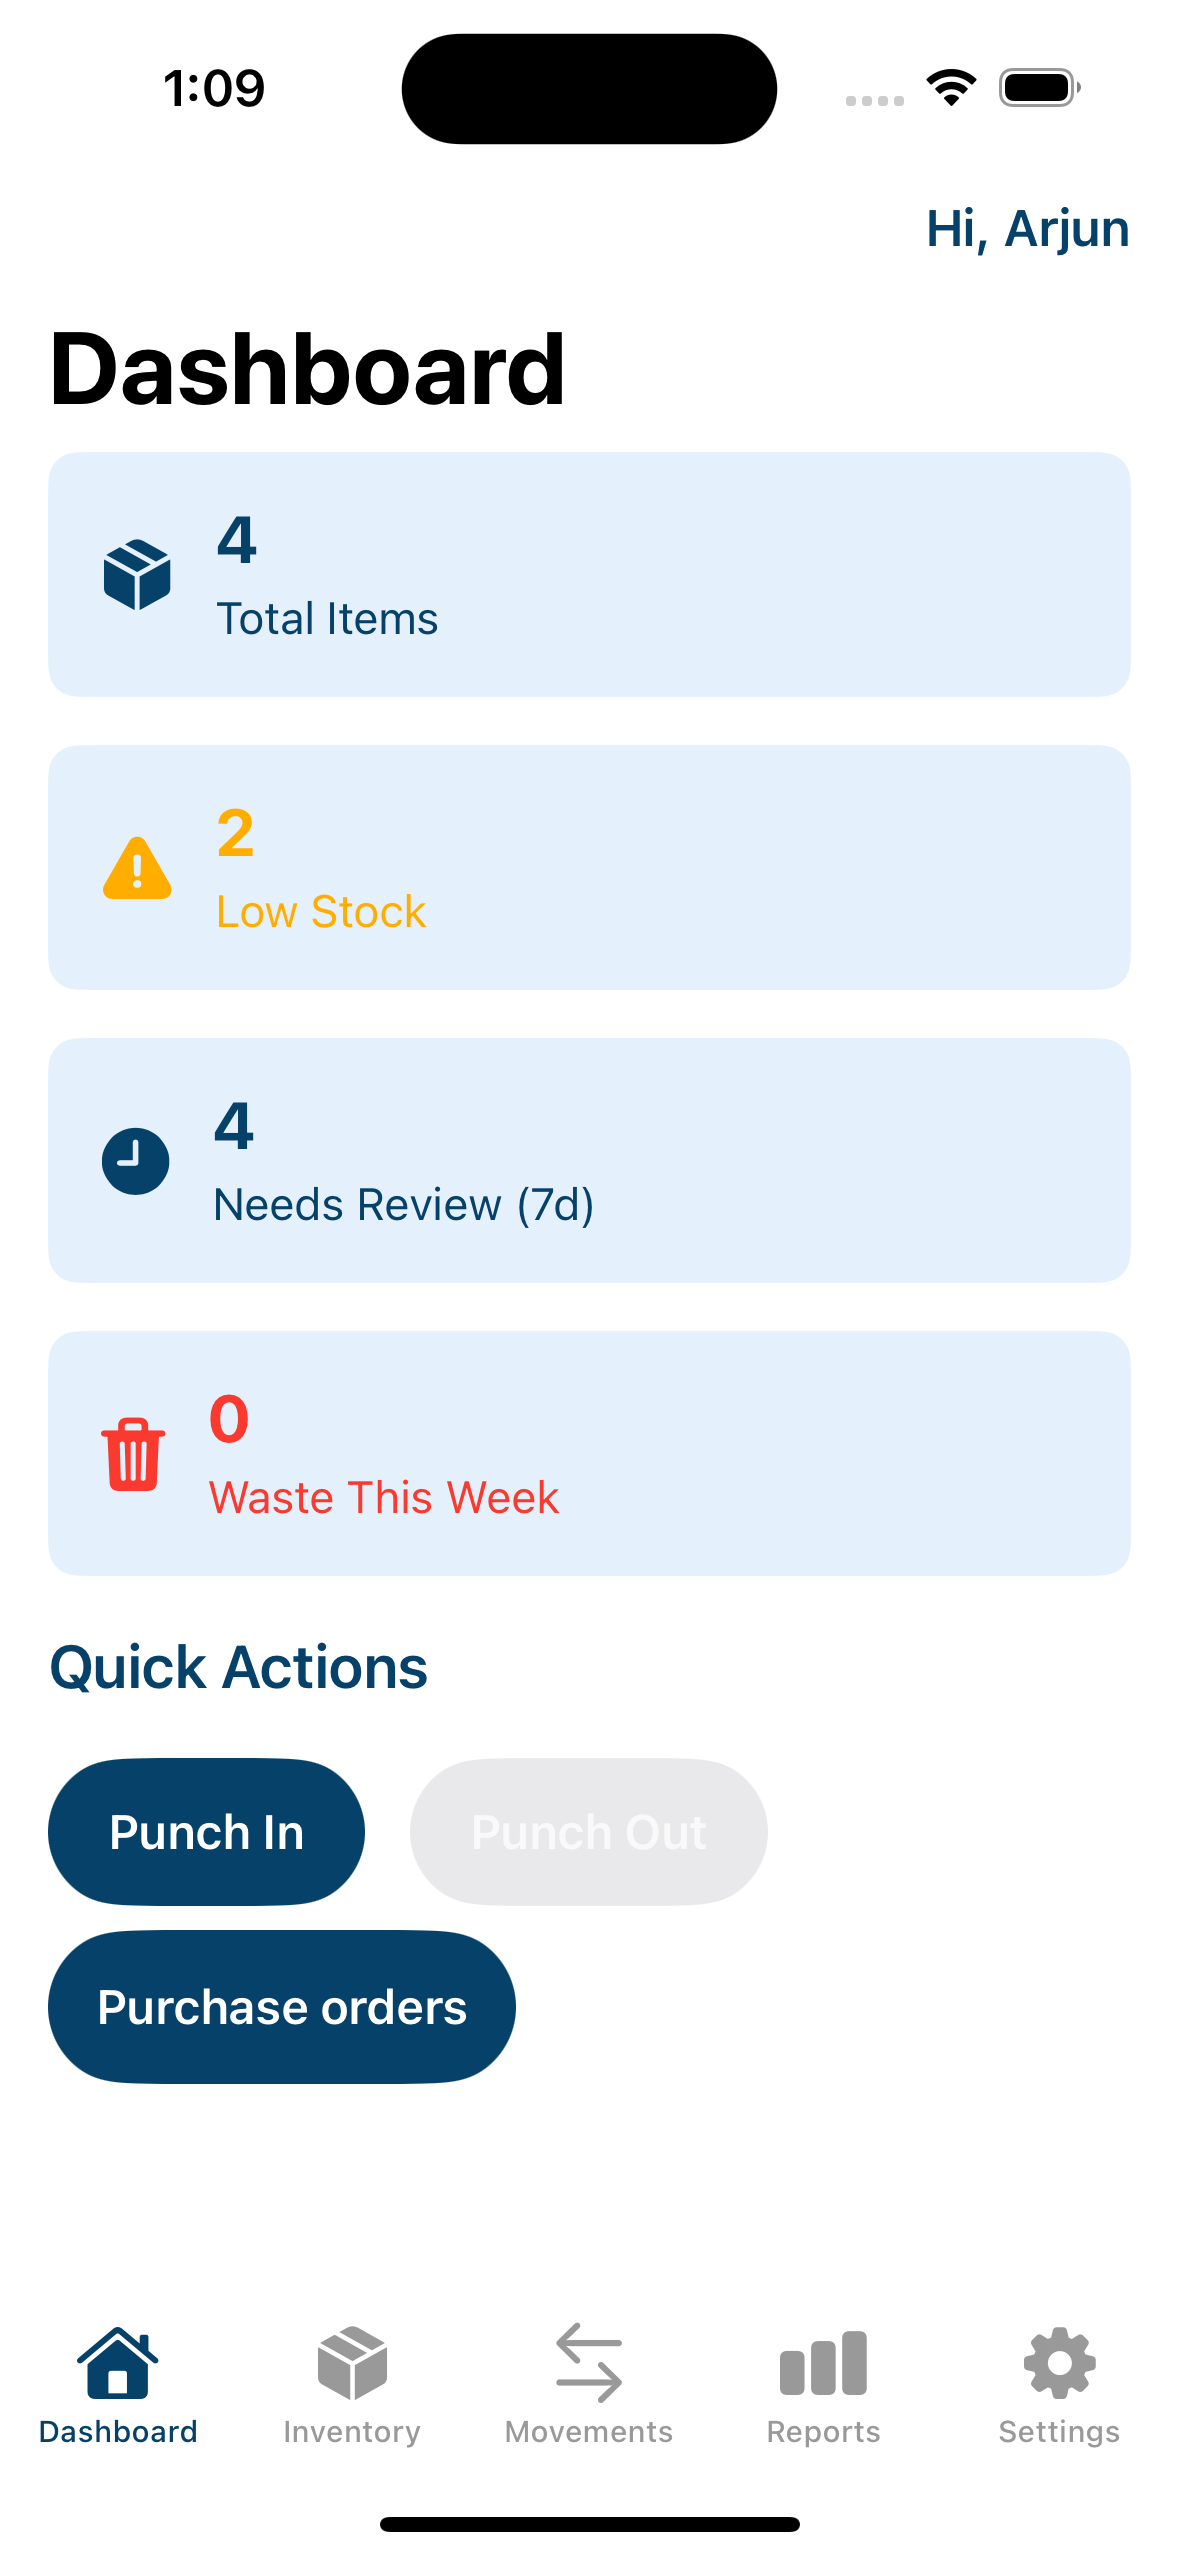 1:09
Hi, Arjun
Dashboard
4
Total Items
2
Low Stock
4
Needs Review (7d)
0
Waste This Week
Quick Actions
Punch In
Punch Out
Purchase orders
Dashboard
Inventory
Movements
Reports
Settings